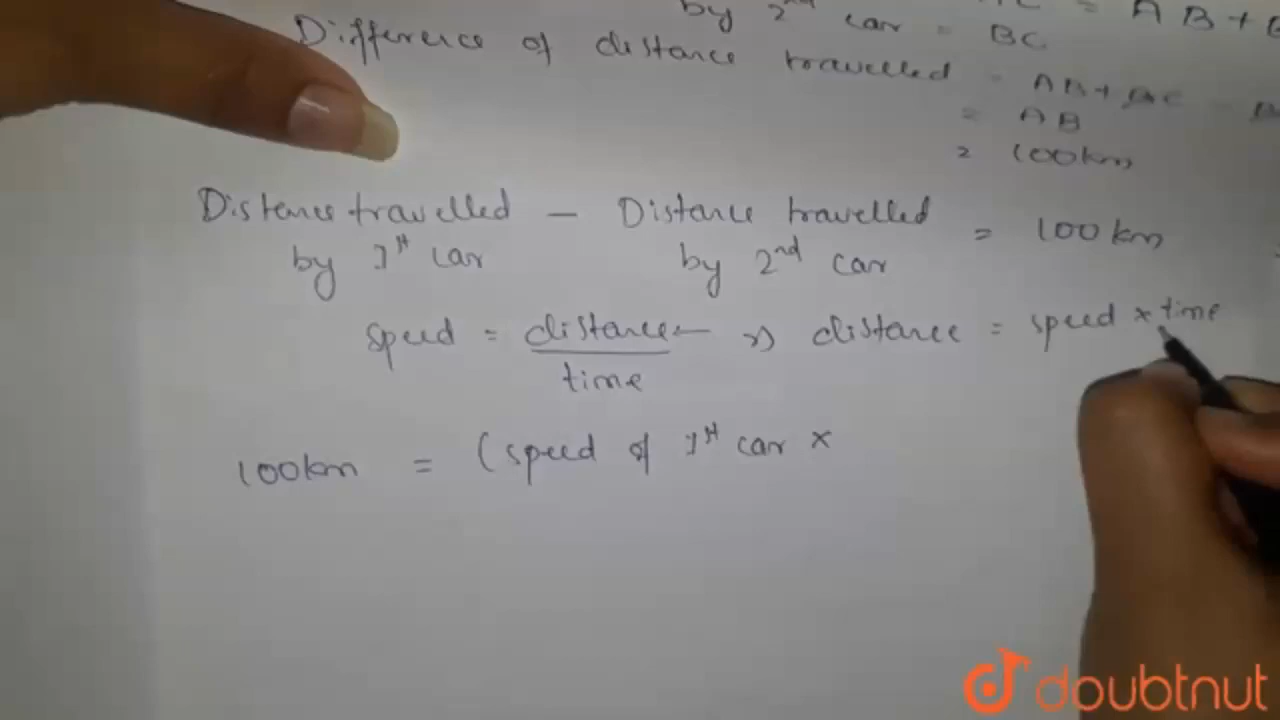 by 2nd car = BC
= AB +
Difference of distance travelled = AB + BC -
= AB
= 100km
Distance travelled - Distance travelled = 100 km
by 1st car by 2nd car
speed = distance / time ⇒ distance = speed × time
100km = (speed of 1st car ×
doubtnut